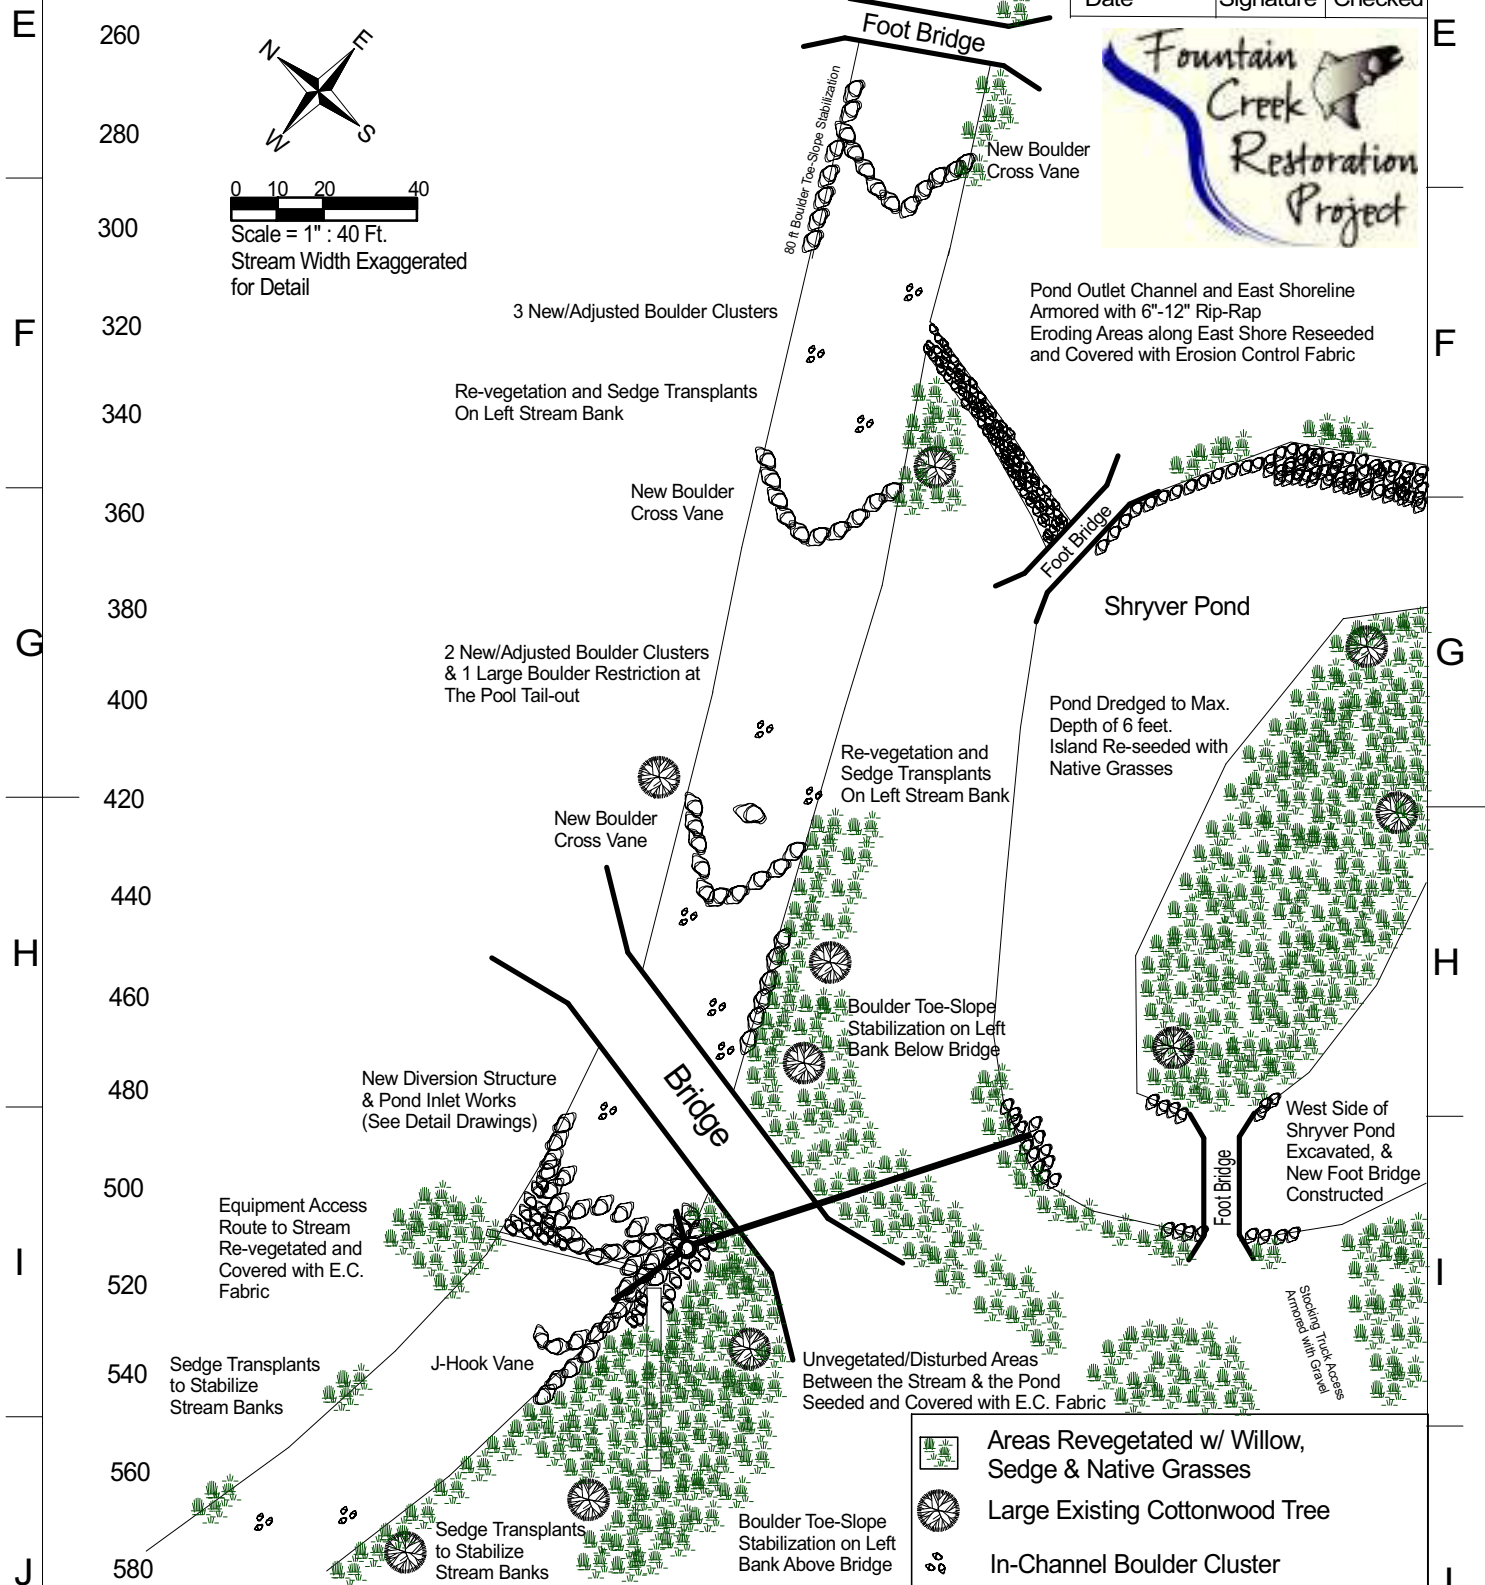 Date
Signature
Checked
E
260
Foot Bridge
E
N
E
W
S
Fountain
Creek
Restoration
Project
280
80 ft Boulder Toe-Slope Stabilization
New Boulder
Cross Vane
0 10 20 40
Scale = 1" : 40 Ft.
Stream Width Exaggerated
for Detail
300
3 New/Adjusted Boulder Clusters
Pond Outlet Channel and East Shoreline
Armored with 6"-12" Rip-Rap
Eroding Areas along East Shore Reseeded
and Covered with Erosion Control Fabric
F
320
F
Re-vegetation and Sedge Transplants
On Left Stream Bank
340
New Boulder
Cross Vane
360
Foot Bridge
380
Shryver Pond
G
2 New/Adjusted Boulder Clusters
& 1 Large Boulder Restriction at
The Pool Tail-out
G
400
Pond Dredged to Max.
Depth of 6 feet.
Island Re-seeded with
Native Grasses
Re-vegetation and
Sedge Transplants
On Left Stream Bank
420
New Boulder
Cross Vane
440
H
H
460
Boulder Toe-Slope
Stabilization on Left
Bank Below Bridge
480
New Diversion Structure
& Pond Inlet Works
(See Detail Drawings)
Bridge
West Side of
Shryver Pond
Excavated, &
New Foot Bridge
Constructed
Foot Bridge
500
Equipment Access
Route to Stream
Re-vegetated and
Covered with E.C.
Fabric
I
520
I
Stocking Truck Access
Armored with Gravel
540
Sedge Transplants
to Stabilize
Stream Banks
J-Hook Vane
Unvegetated/Disturbed Areas
Between the Stream & the Pond
Seeded and Covered with E.C. Fabric
560
Areas Revegetated w/ Willow,
Sedge & Native Grasses
Large Existing Cottonwood Tree
Sedge Transplants
to Stabilize
Stream Banks
Boulder Toe-Slope
Stabilization on Left
Bank Above Bridge
In-Channel Boulder Cluster
J
580